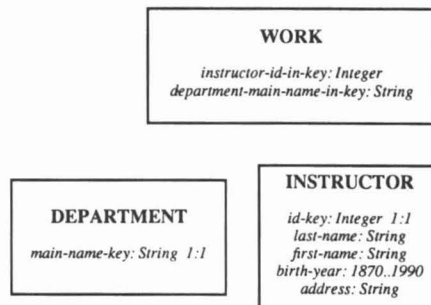 WORK
instructor-id-in-key: Integer
department-main-name-in-key: String
DEPARTMENT
main-name-key: String 1:1
INSTRUCTOR
id-key: Integer 1:1
last-name: String
first-name: String
birth-year: 1870..1990
address: String